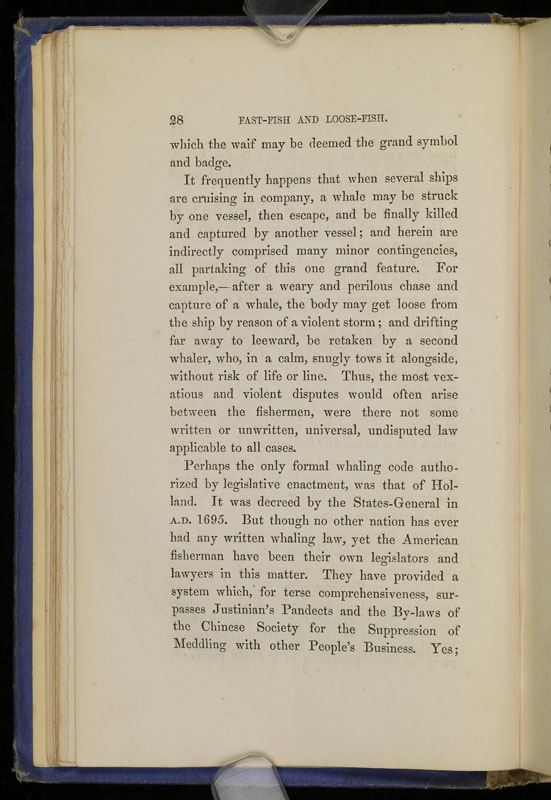 28 FAST-FISH AND LOOSE-FISH.
which the waif may be deemed the grand symbol
and badge.
It frequently happens that when several ships
are cruising in company, a whale may be struck
by one vessel, then escape, and be finally killed
and captured by another vessel; and herein are
indirectly comprised many minor contingencies,
all partaking of this one grand feature. For
example,—after a weary and perilous chase and
capture of a whale, the body may get loose from
the ship by reason of a violent storm; and drifting
far away to leeward, be retaken by a second
whaler, who, in a calm, snugly tows it alongside,
without risk of life or line. Thus, the most vex-
atious and violent disputes would often arise
between the fishermen, were there not some
written or unwritten, universal, undisputed law
applicable to all cases.
Perhaps the only formal whaling code autho-
rized by legislative enactment, was that of Hol-
land. It was decreed by the States-General in
A.D. 1695. But though no other nation has ever
had any written whaling law, yet the American
fisherman have been their own legislators and
lawyers in this matter. They have provided a
system which, for terse comprehensiveness, sur-
passes Justinian's Pandects and the By-laws of
the Chinese Society for the Suppression of
Meddling with other People's Business. Yes;